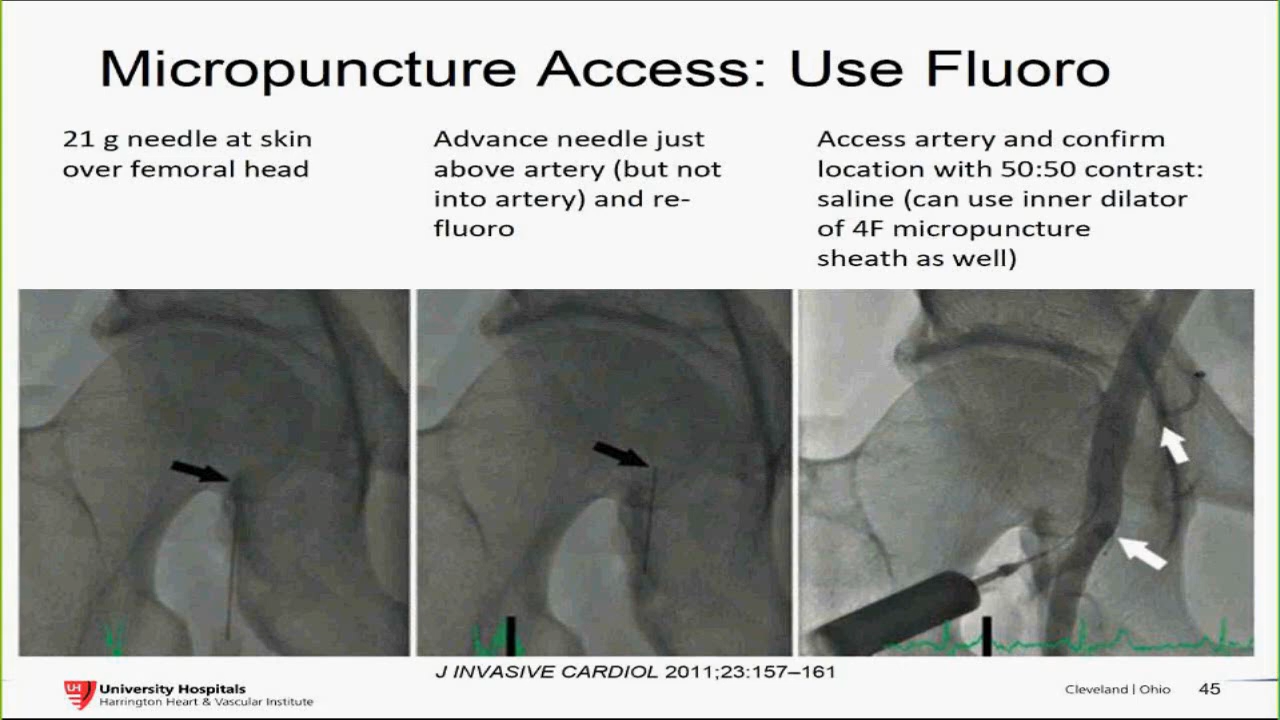 Micropuncture Access: Use Fluoro
21 g needle at skin
over femoral head
Advance needle just
above artery (but not
into artery) and re-
fluoro
Access artery and confirm
location with 50:50 contrast:
saline (can use inner dilator
of 4F micropuncture
sheath as well)
J INVASIVE CARDIOL 2011;23:157–161
UH
University Hospitals
Harrington Heart & Vascular Institute
Cleveland | Ohio
45